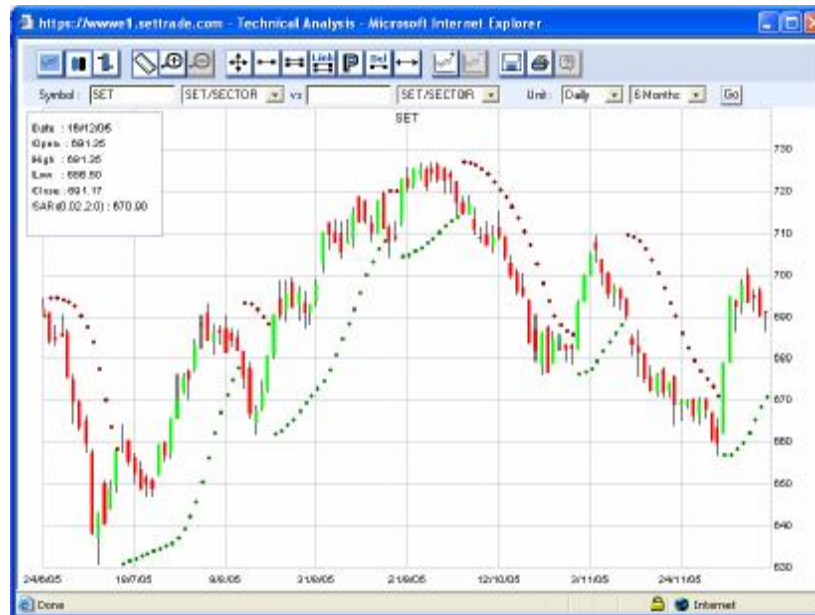 https://wwwe1.settrade.com - Technical Analysis - Microsoft Internet Explorer
Link P
Symbol : SET SET/SECTOR vs SET/SECTOR Unit: Daily 6 Months Go
SET
Date : 16/12/05
Open : 691.25
High : 691.25
Low : 686.50
Close : 691.17
SAR(0.02,2.0) : 670.90
730
720
710
700
690
680
670
660
650
640
630
24/6/05 19/7/05 9/8/05 31/8/05 21/9/05 12/10/05 3/11/05 24/11/05
Done Internet